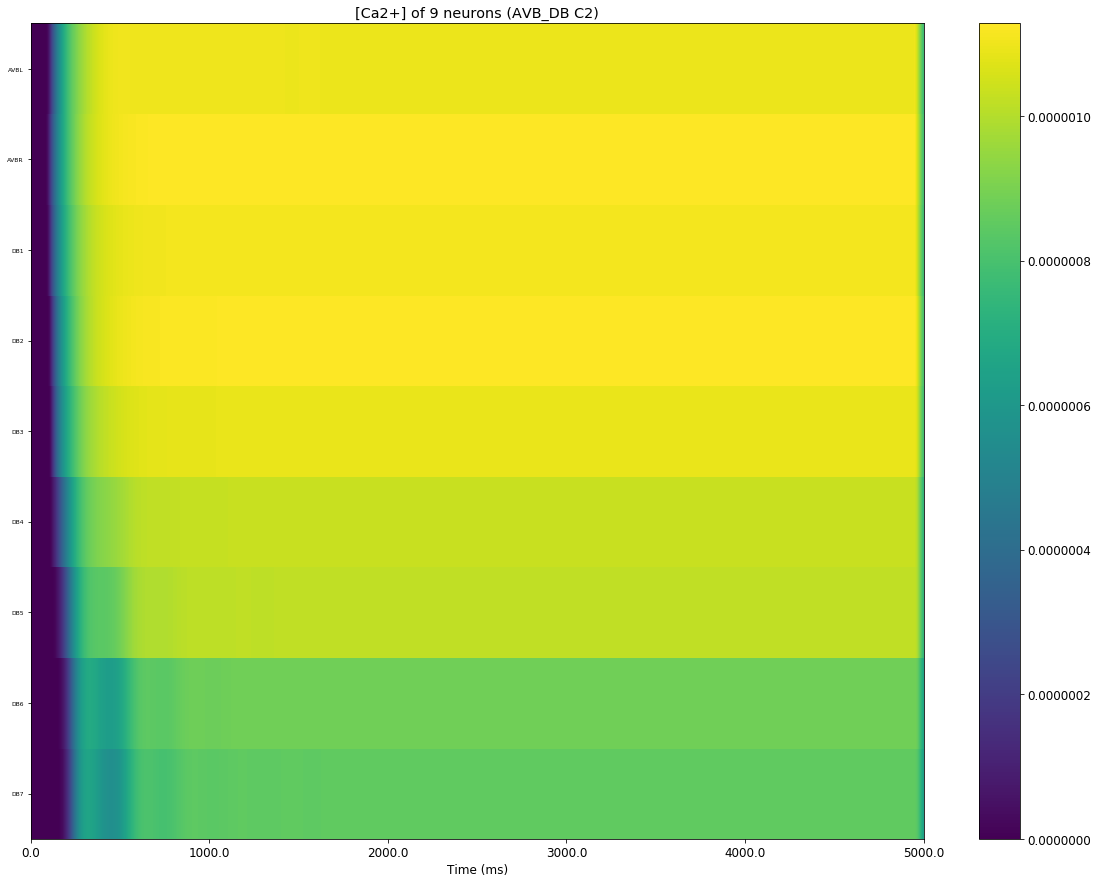 [Ca2+] of 9 neurons (AVB_DB C2)
AVBL
AVBR
DB1
DB2
DB3
DB4
DB5
DB6
DB7
0.0 1000.0 2000.0 3000.0 4000.0 5000.0
Time (ms)
0.0000010
0.0000008
0.0000006
0.0000004
0.0000002
0.0000000